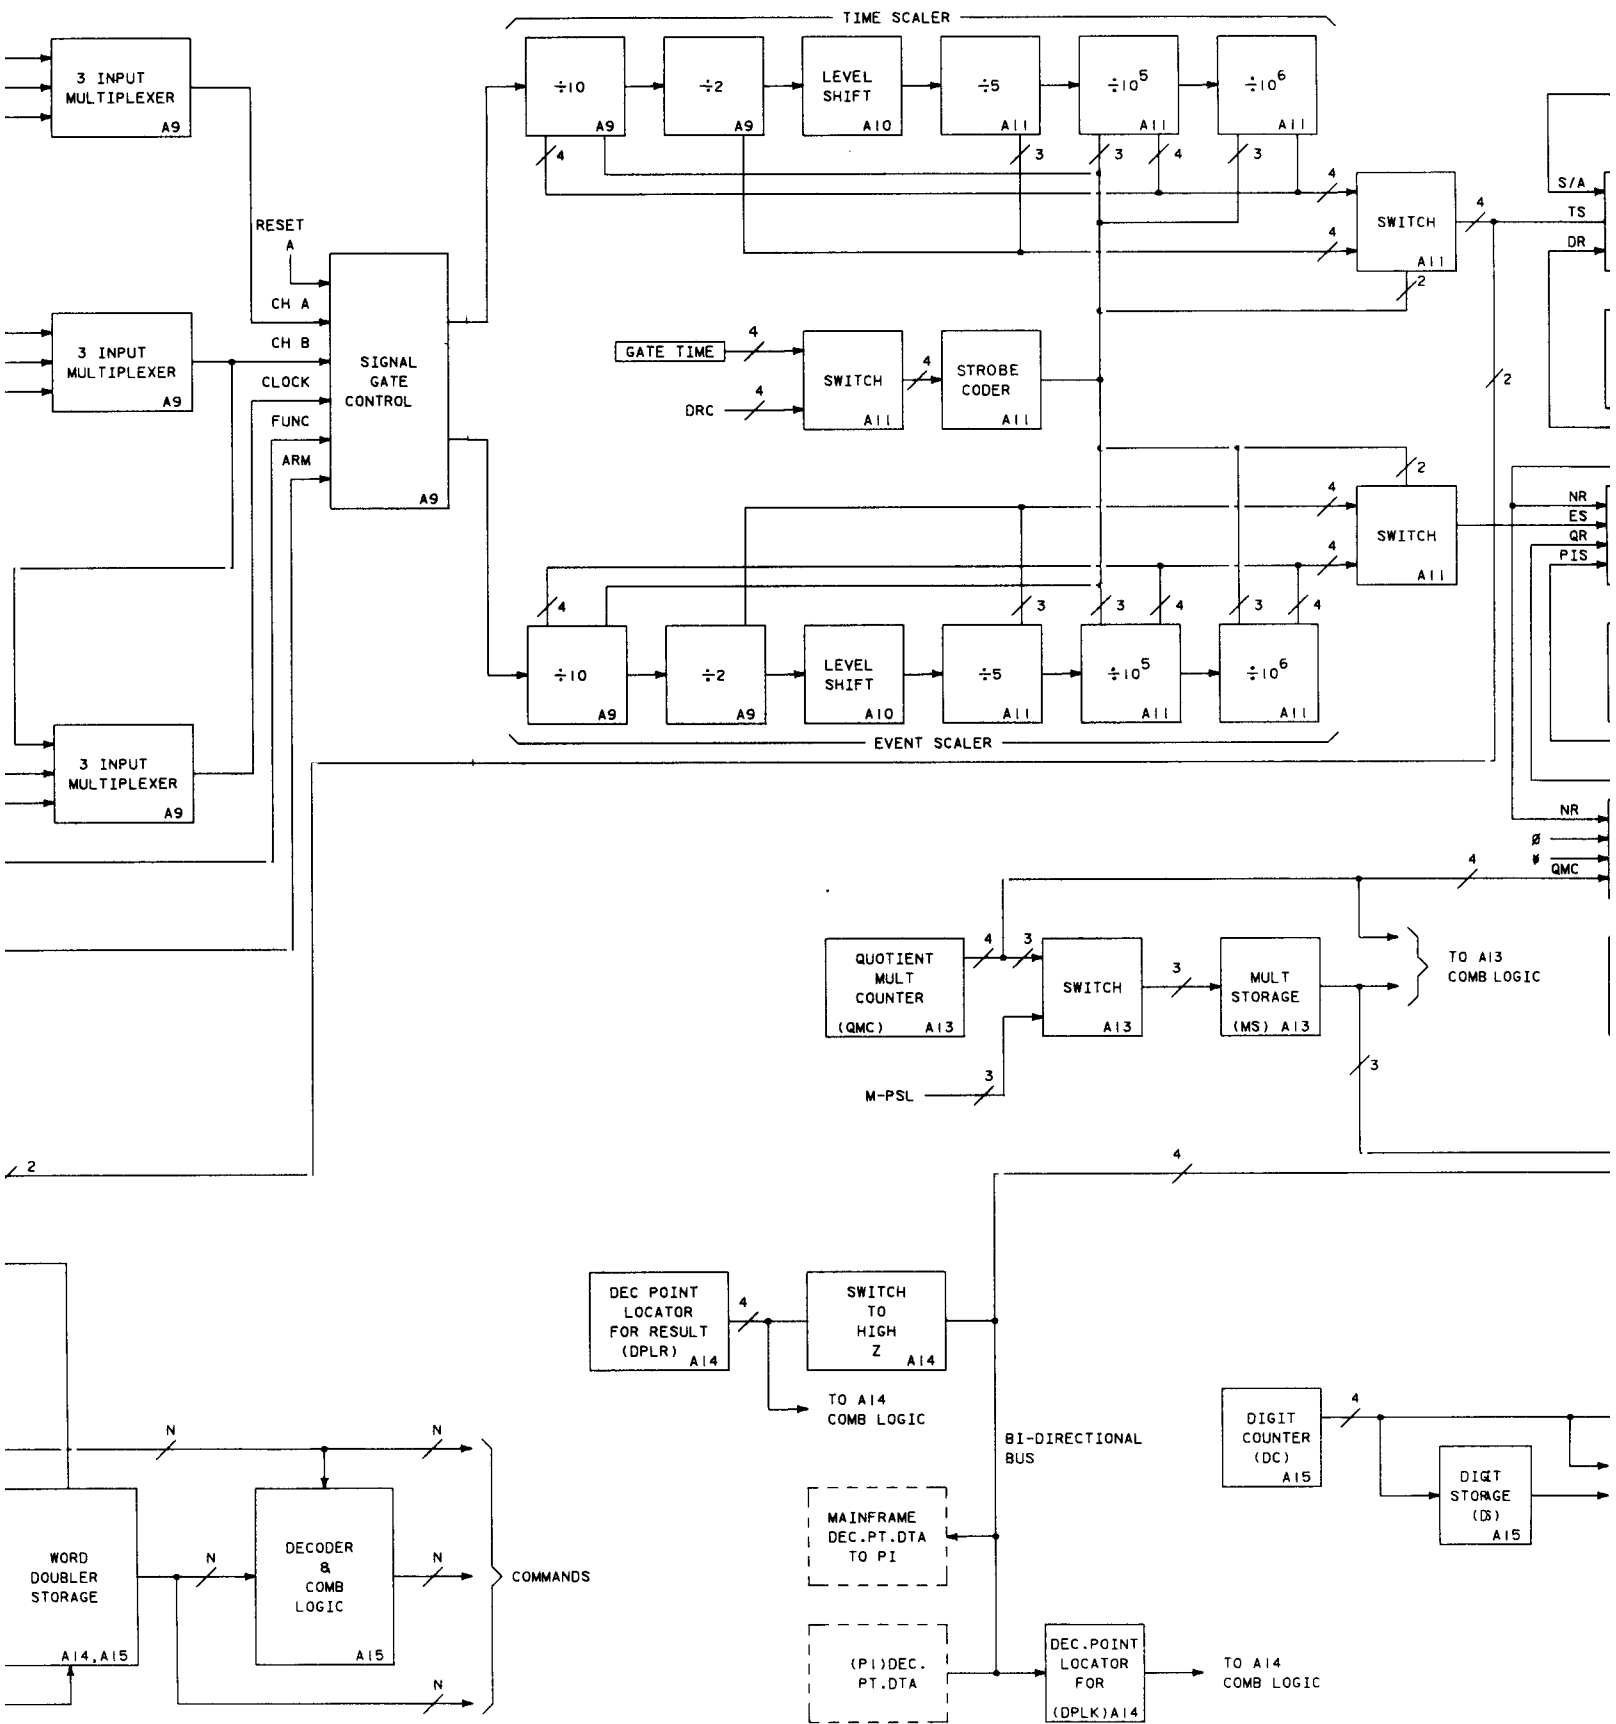 TIME SCALER
3 INPUT
MULTIPLEXER
A9
÷10
A9
÷2
A9
LEVEL
SHIFT
A10
÷5
A11
÷10^5
A11
÷10^6
A11
4
3
3
4
3
4
4
SWITCH
A11
4
2
S/A
TS
DR
RESET
A
CH A
CH B
CLOCK
FUNC
ARM
SIGNAL
GATE
CONTROL
A9
3 INPUT
MULTIPLEXER
A9
GATE TIME
4
DRC
4
SWITCH
A11
4
STROBE
CODER
A11
2
2
4
4
SWITCH
A11
NR
ES
QR
PIS
4
3
3
4
3
4
÷10
A9
÷2
A9
LEVEL
SHIFT
A10
÷5
A11
÷10^5
A11
÷10^6
A11
EVENT SCALER
3 INPUT
MULTIPLEXER
A9
NR
Ø
QMC
4
QUOTIENT
MULT
COUNTER
(QMC) A13
4
3
SWITCH
A13
3
MULT
STORAGE
(MS) A13
TO A13
COMB LOGIC
3
M-PSL
3
2
4
DEC POINT
LOCATOR
FOR RESULT
(DPLR)
A14
4
SWITCH
TO
HIGH
Z
A14
TO A14
COMB LOGIC
BI-DIRECTIONAL
BUS
DIGIT
COUNTER
(DC)
A15
4
DIGIT
STORAGE
(DS)
A15
N
N
WORD
DOUBLER
STORAGE
A14,A15
N
DECODER
&
COMB
LOGIC
A15
N
COMMANDS
N
MAINFRAME
DEC.PT.DTA
TO PI
(PI)DEC.
PT.DTA
DEC.POINT
LOCATOR
FOR
(DPLK)A14
TO A14
COMB LOGIC